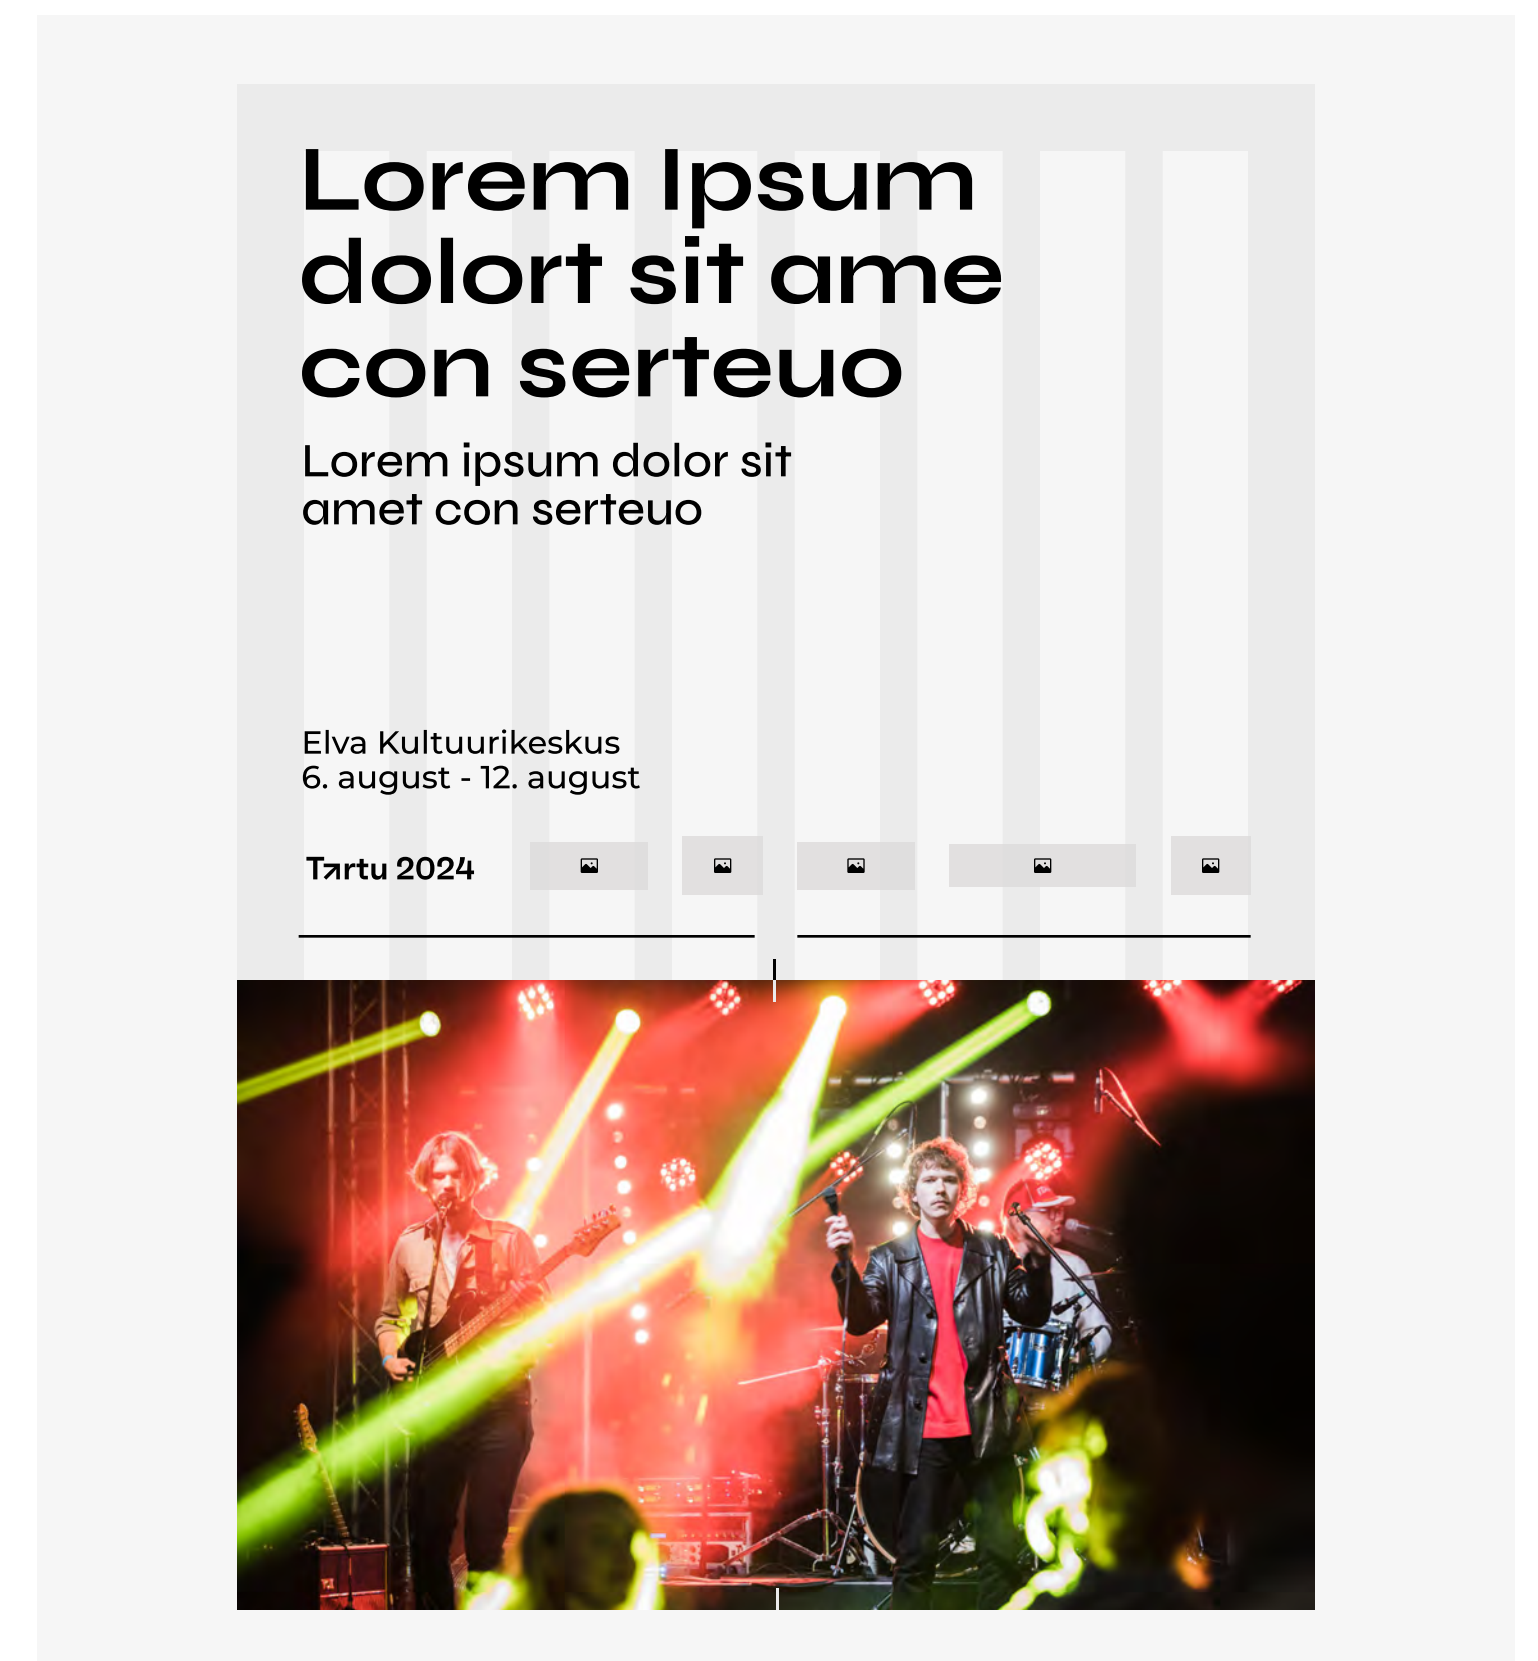 Lorem Ipsum
dolort sit ame
con serteuo
Lorem ipsum dolor sit
amet con serteuo
Elva Kultuurikeskus
6. august - 12. august
Tartu 2024